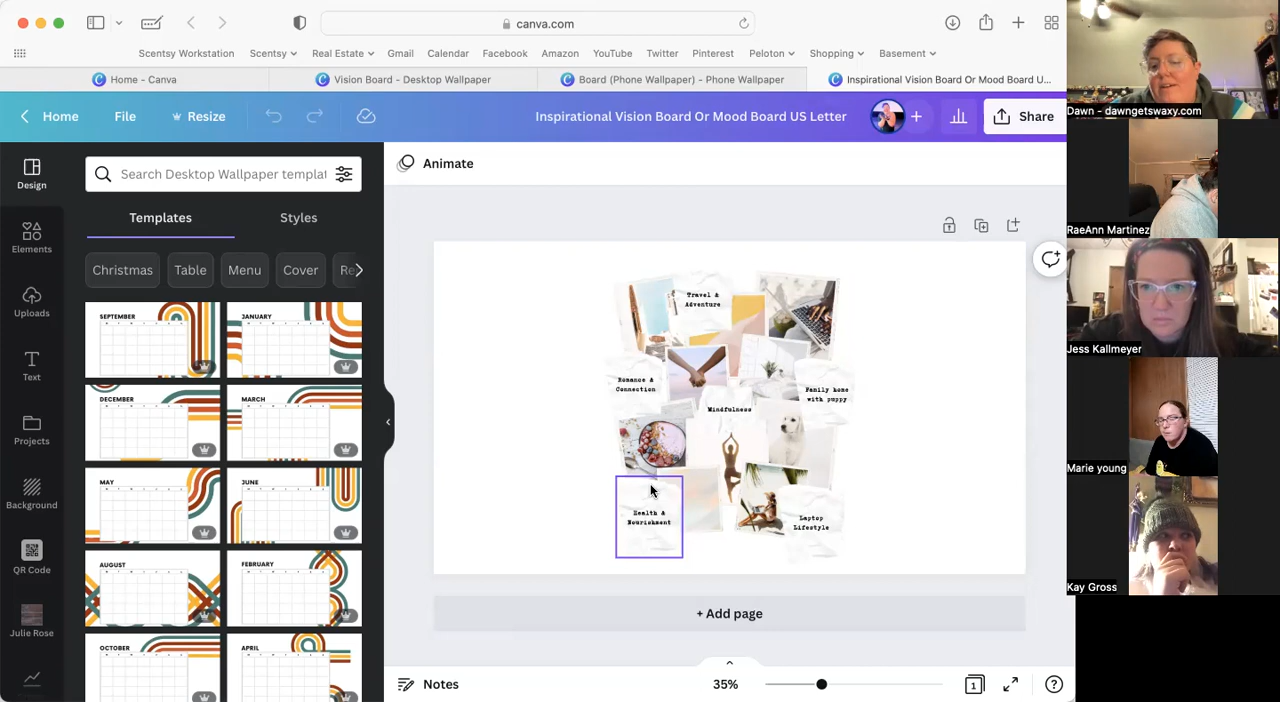 canva.com
Scentsy Workstation
Scentsy
Real Estate
Gmail
Calendar
Facebook
Amazon
YouTube
Twitter
Pinterest
Peloton
Shopping
Basement
Home - Canva
Vision Board - Desktop Wallpaper
Board (Phone Wallpaper) - Phone Wallpaper
Inspirational Vision Board Or Mood Board U...
Home
File
Resize
Inspirational Vision Board Or Mood Board US Letter
Share
Design
Elements
Uploads
Text
Projects
Background
QR Code
Julie Rose
Search Desktop Wallpaper templat
Templates
Styles
Christmas
Table
Menu
Cover
Re
SEPTEMBER
JANUARY
DECEMBER
MARCH
MAY
JUNE
AUGUST
FEBRUARY
OCTOBER
APRIL
Animate
Travel &
Adventure
Romance &
Connection
Family home
with puppy
Mindfulness
Health &
Nourishment
Laptop
Lifestyle
+ Add page
Notes
35%
1
Dawn - dawngetswaxy.com
RaeAnn Martinez
Jess Kallmeyer
Marie young
Kay Gross